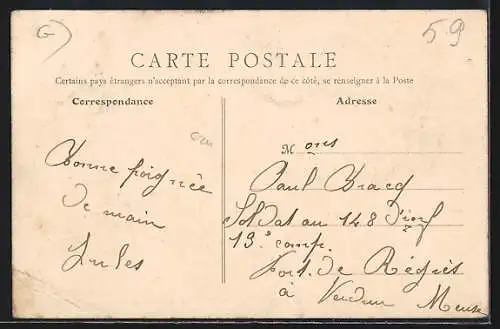 G)
59
CARTE POSTALE
Certains pays étrangers n'acceptant par la correspondance de ce côté, se renseigner à la Poste
Correspondance
Adresse
Bonne poignée
de main
Jules
Mons
Paul Bracq
Soldat au 148 d'inf
13e comp.
Fort. de
à Verdun Meuse